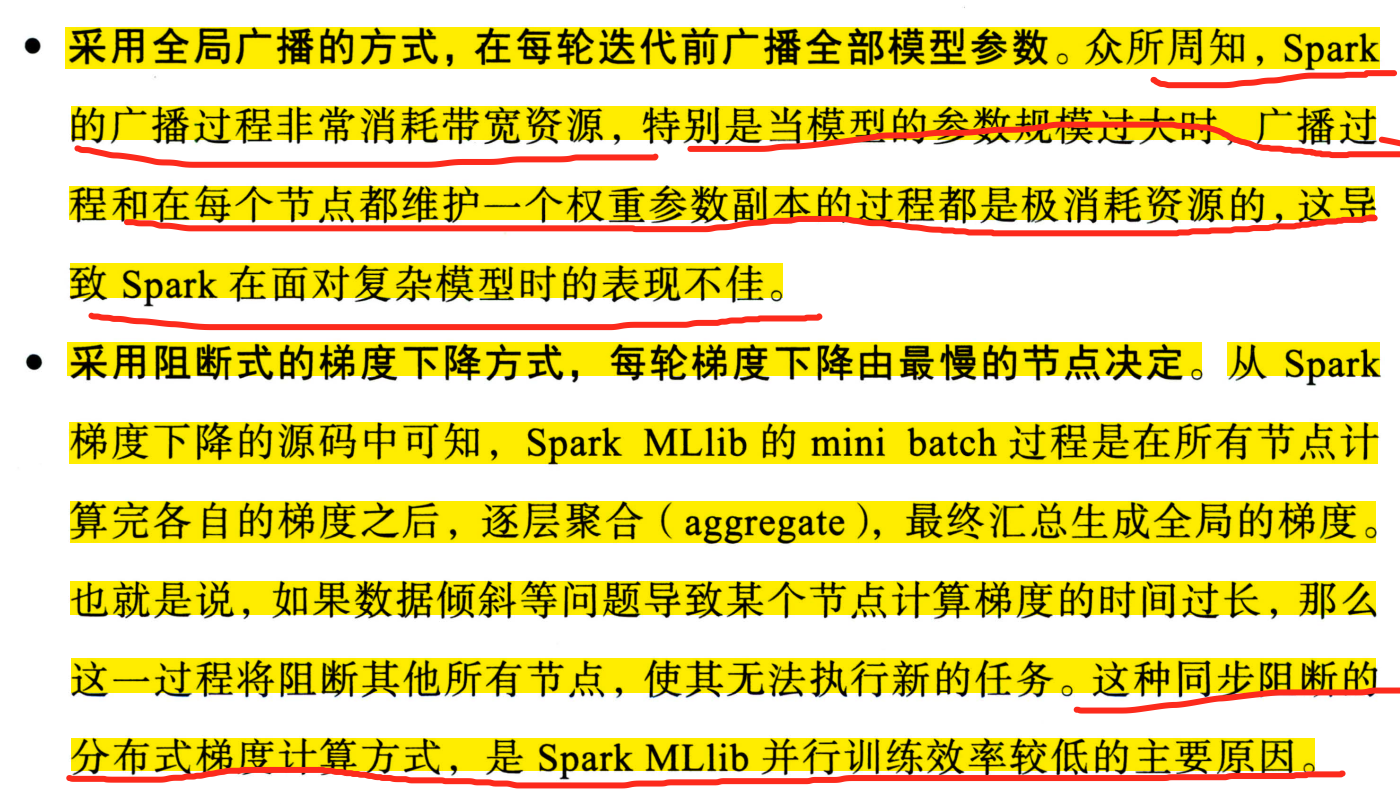 • 采用全局广播的方式，在每轮迭代前广播全部模型参数。众所周知，Spark
的广播过程非常消耗带宽资源，特别是当模型的参数规模过大时，广播过
程和在每个节点都维护一个权重参数副本的过程都是极消耗资源的，这导
致 Spark 在面对复杂模型时的表现不佳。
• 采用阻断式的梯度下降方式，每轮梯度下降由最慢的节点决定。从 Spark
梯度下降的源码中可知，Spark MLlib 的 mini batch 过程是在所有节点计
算完各自的梯度之后，逐层聚合（aggregate），最终汇总生成全局的梯度。
也就是说，如果数据倾斜等问题导致某个节点计算梯度的时间过长，那么
这一过程将阻断其他所有节点，使其无法执行新的任务。这种同步阻断的
分布式梯度计算方式，是 Spark MLlib 并行训练效率较低的主要原因。